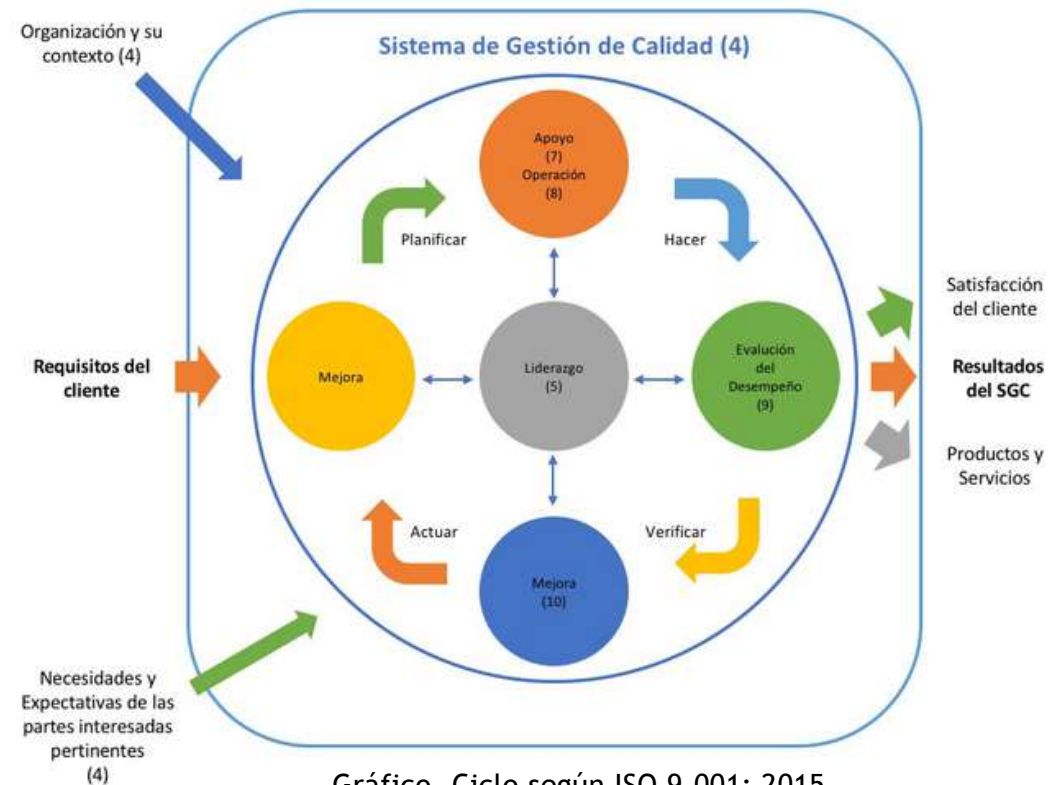 Organización y su
contexto (4)
Sistema de Gestión de Calidad (4)
Apoyo
(7)
Operación
(8)
Planificar
Hacer
Satisfacción
del cliente
Requisitos del
cliente
Mejora
Liderazgo
(5)
Evalución
del
Desempeño
(9)
Resultados
del SGC
Productos y
Servicios
Actuar
Verificar
Mejora
(10)
Necesidades y
Expectativas de las
partes interesadas
pertinentes
(4)
Gráfico. Ciclo según ISO 9.001: 2015